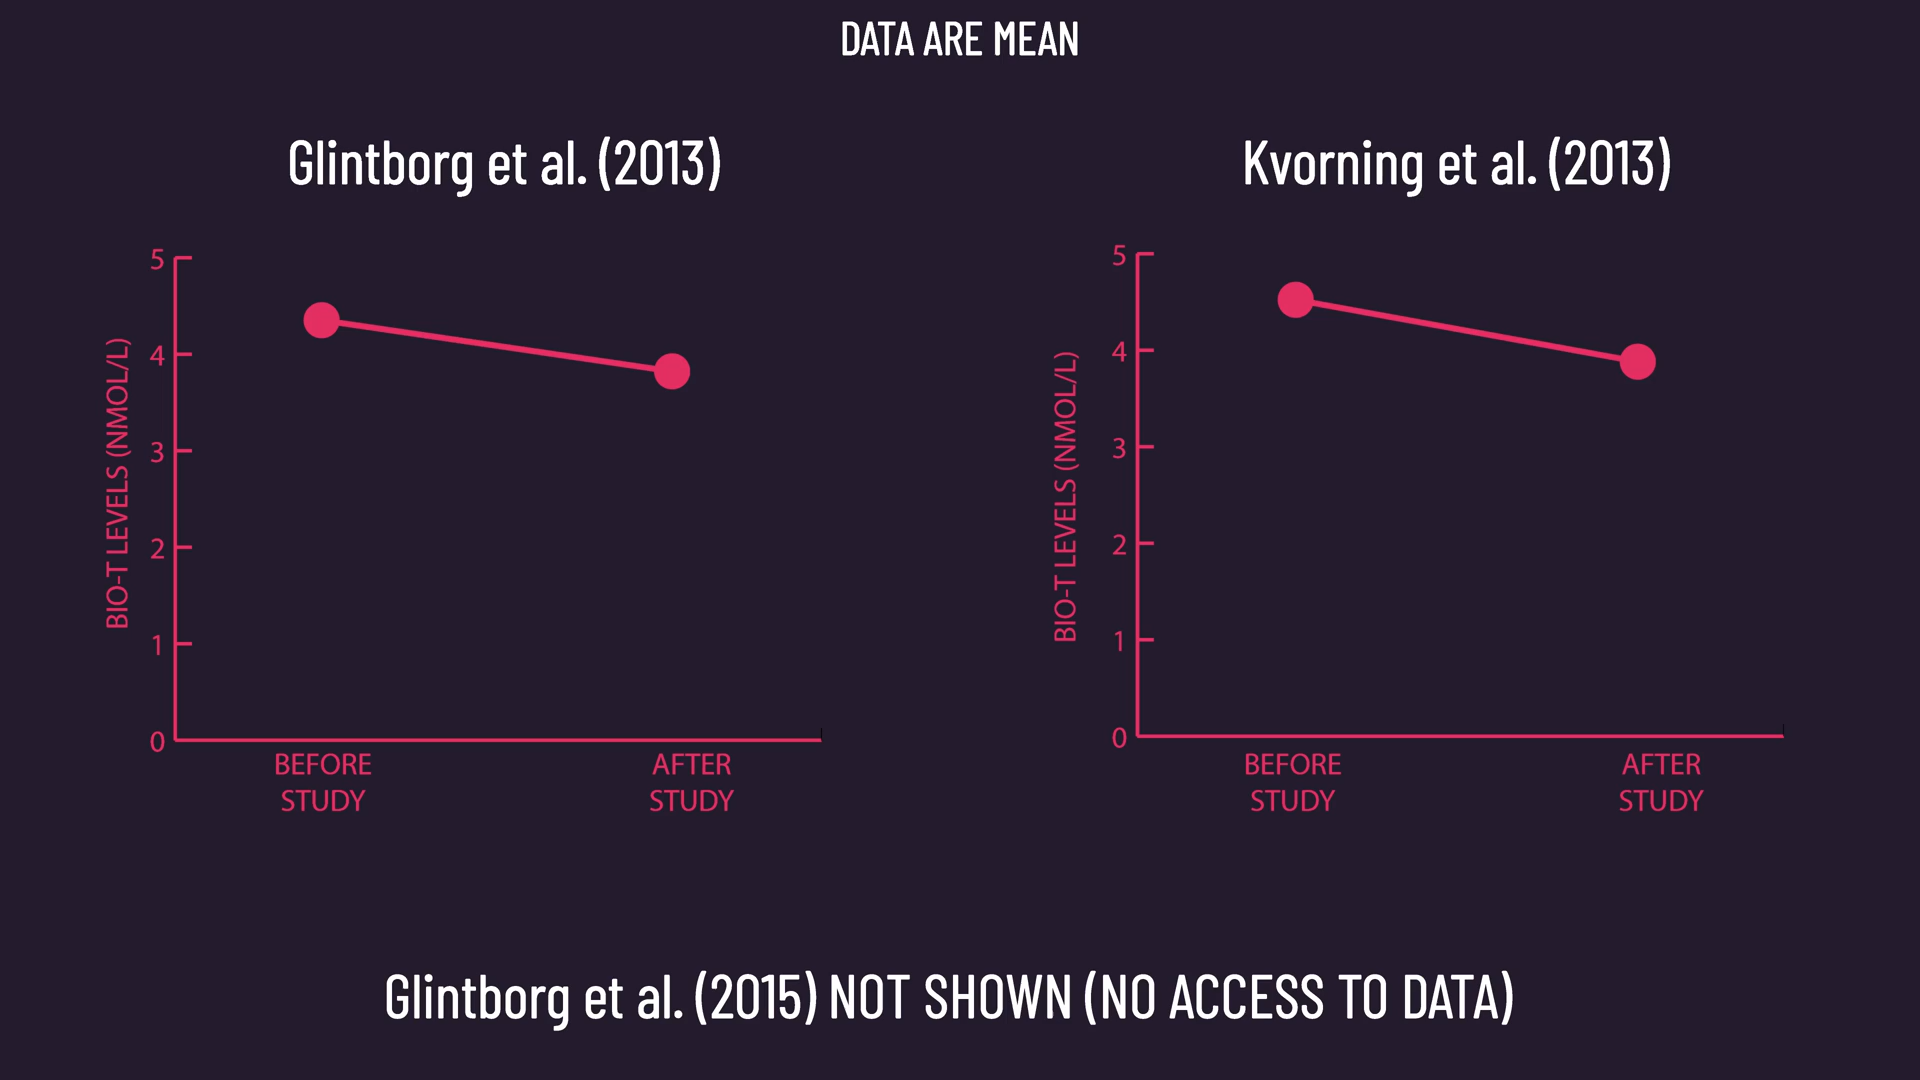 DATA ARE MEAN
Glintborg et al. (2013)
5
4
3
2
1
0
BIO-T LEVELS (NMOL/L)
BEFORE
STUDY
AFTER
STUDY
Kvorning et al. (2013)
5
4
3
2
1
0
BIO-T LEVELS (NMOL/L)
BEFORE
STUDY
AFTER
STUDY
Glintborg et al. (2015) NOT SHOWN (NO ACCESS TO DATA)